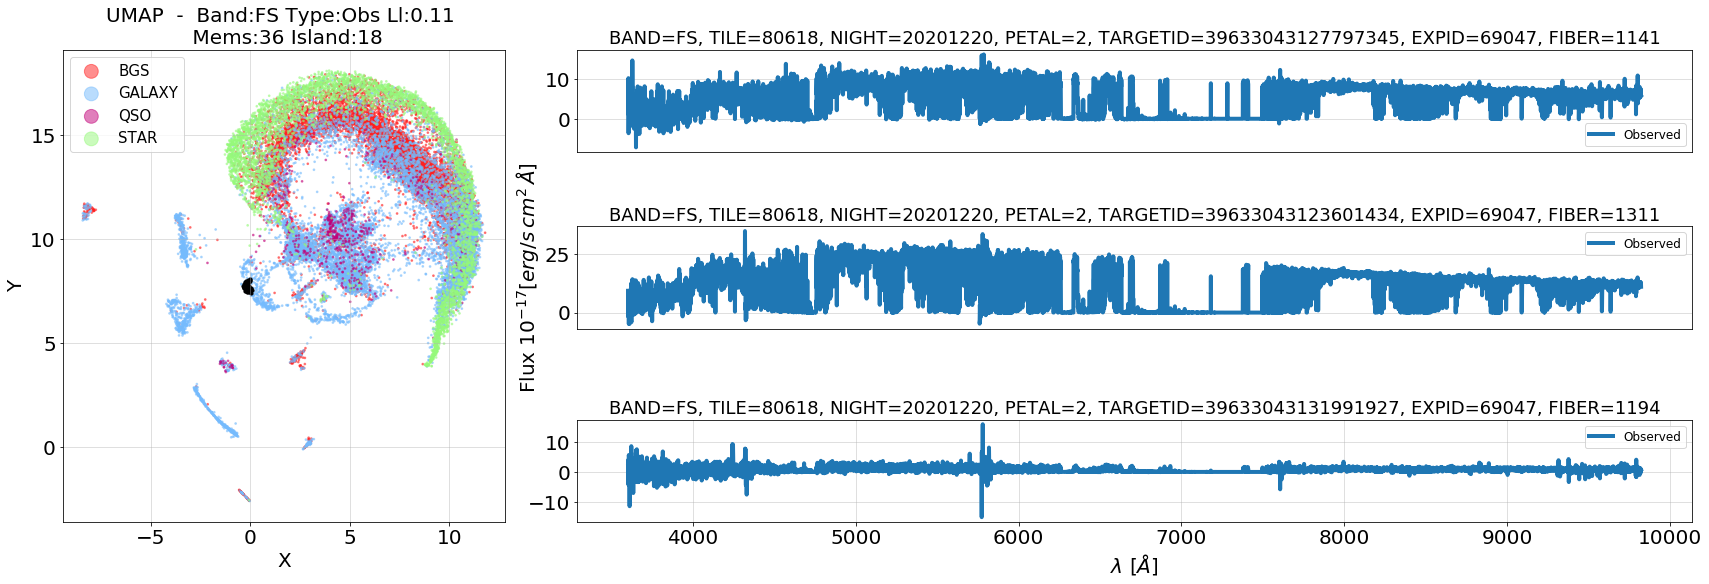 UMAP - Band:FS Type:Obs Ll:0.11
Mems:36 Island:18
BGS
GALAXY
QSO
STAR
15
10
5
0
Y
−5 0 5 10
X
Flux 10⁻¹⁷[erg/s cm² Å]
BAND=FS, TILE=80618, NIGHT=20201220, PETAL=2, TARGETID=39633043127797345, EXPID=69047, FIBER=1141
10
0
Observed
BAND=FS, TILE=80618, NIGHT=20201220, PETAL=2, TARGETID=39633043123601434, EXPID=69047, FIBER=1311
25
0
Observed
BAND=FS, TILE=80618, NIGHT=20201220, PETAL=2, TARGETID=39633043131991927, EXPID=69047, FIBER=1194
10
0
−10
Observed
4000 5000 6000 7000 8000 9000 10000
λ [Å]